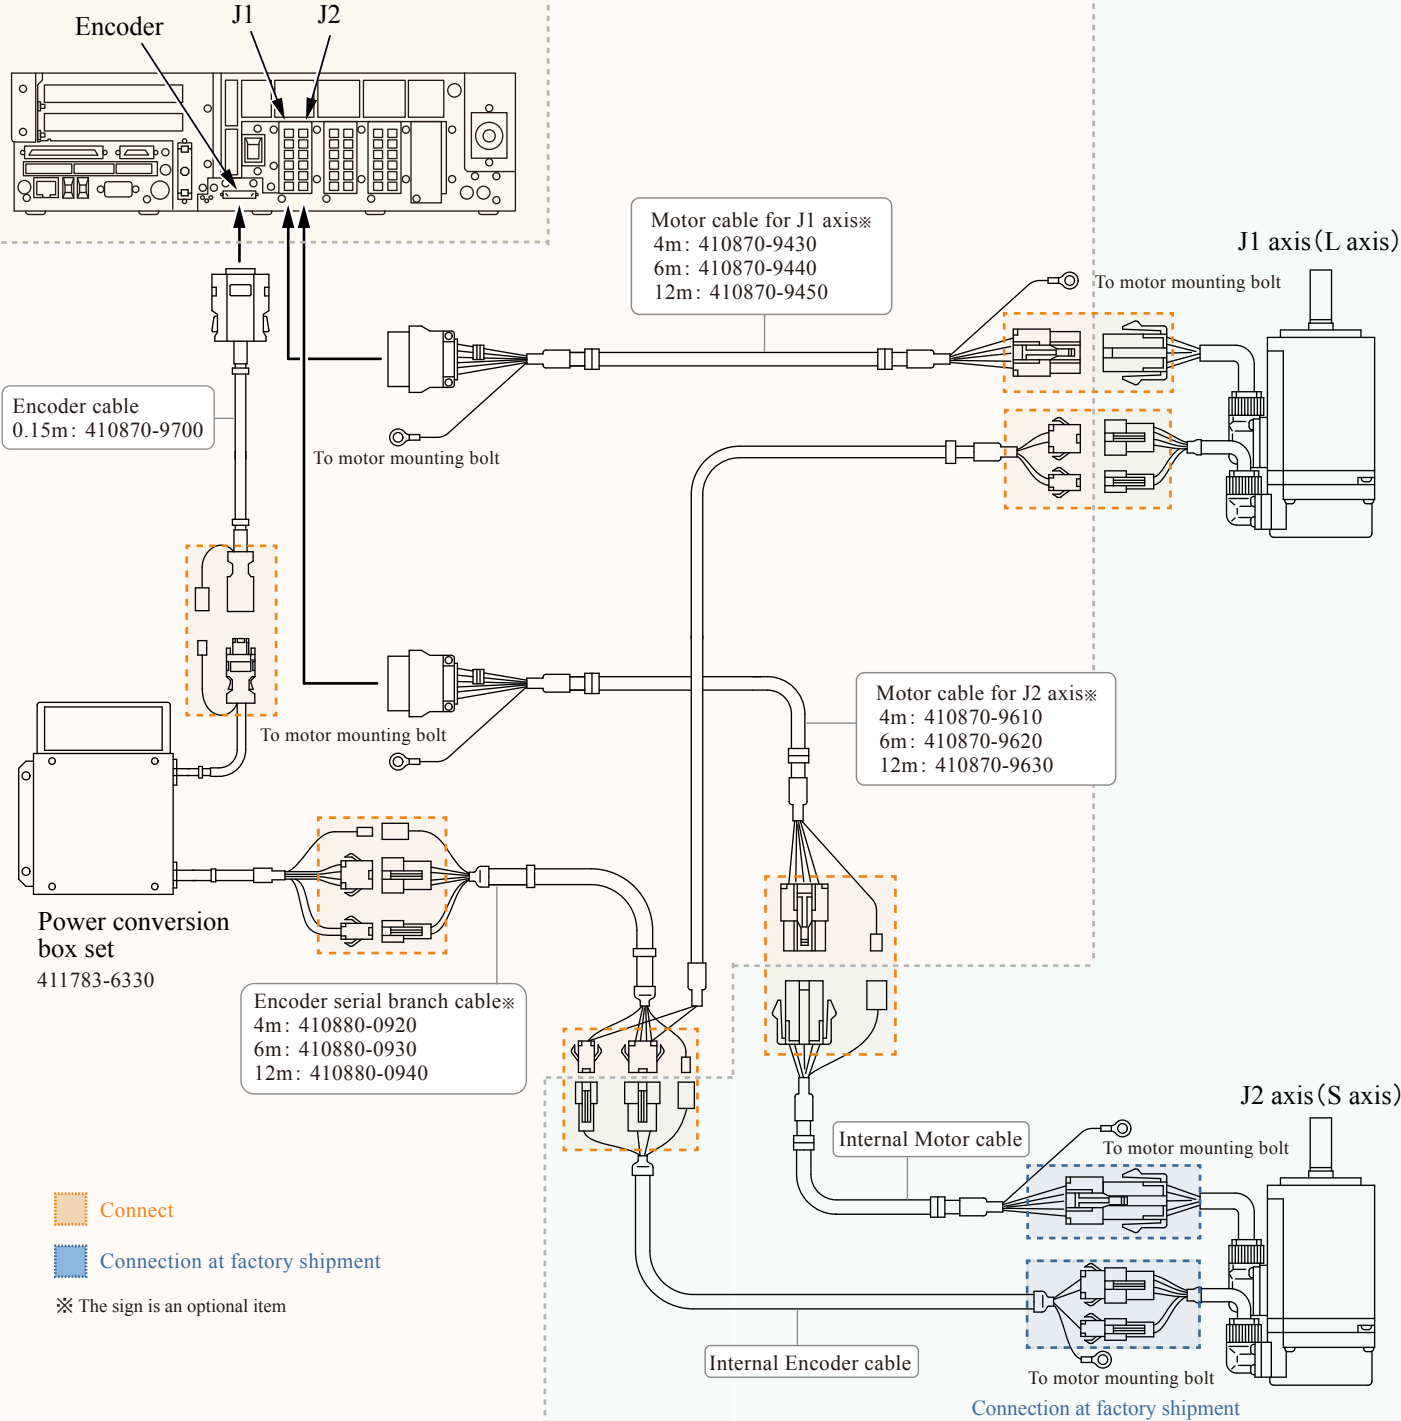 Encoder
J1
J2
Motor cable for J1 axis※
4m: 410870-9430
6m: 410870-9440
12m: 410870-9450
J1 axis(L axis)
To motor mounting bolt
Encoder cable
0.15m: 410870-9700
To motor mounting bolt
Motor cable for J2 axis※
4m: 410870-9610
6m: 410870-9620
12m: 410870-9630
To motor mounting bolt
Power conversion
box set
411783-6330
Encoder serial branch cable※
4m: 410880-0920
6m: 410880-0930
12m: 410880-0940
J2 axis(S axis)
Internal Motor cable
To motor mounting bolt
Connect
Connection at factory shipment
※ The sign is an optional item
Internal Encoder cable
To motor mounting bolt
Connection at factory shipment